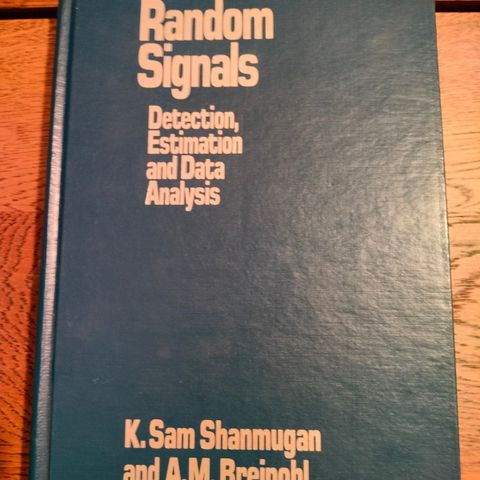 Random
Signals
Detection,
Estimation
and Data
Analysis
K. Sam Shanmugan
and A.M. Breipohl